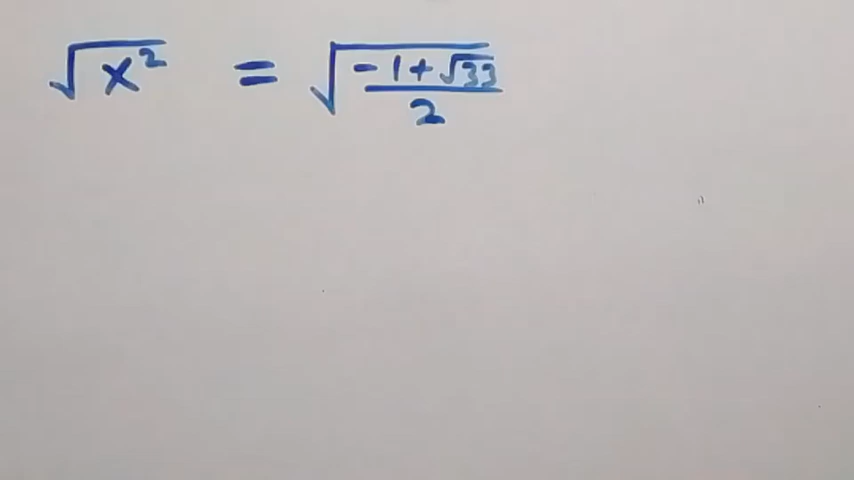 √x² = √((-1+√33)/2)